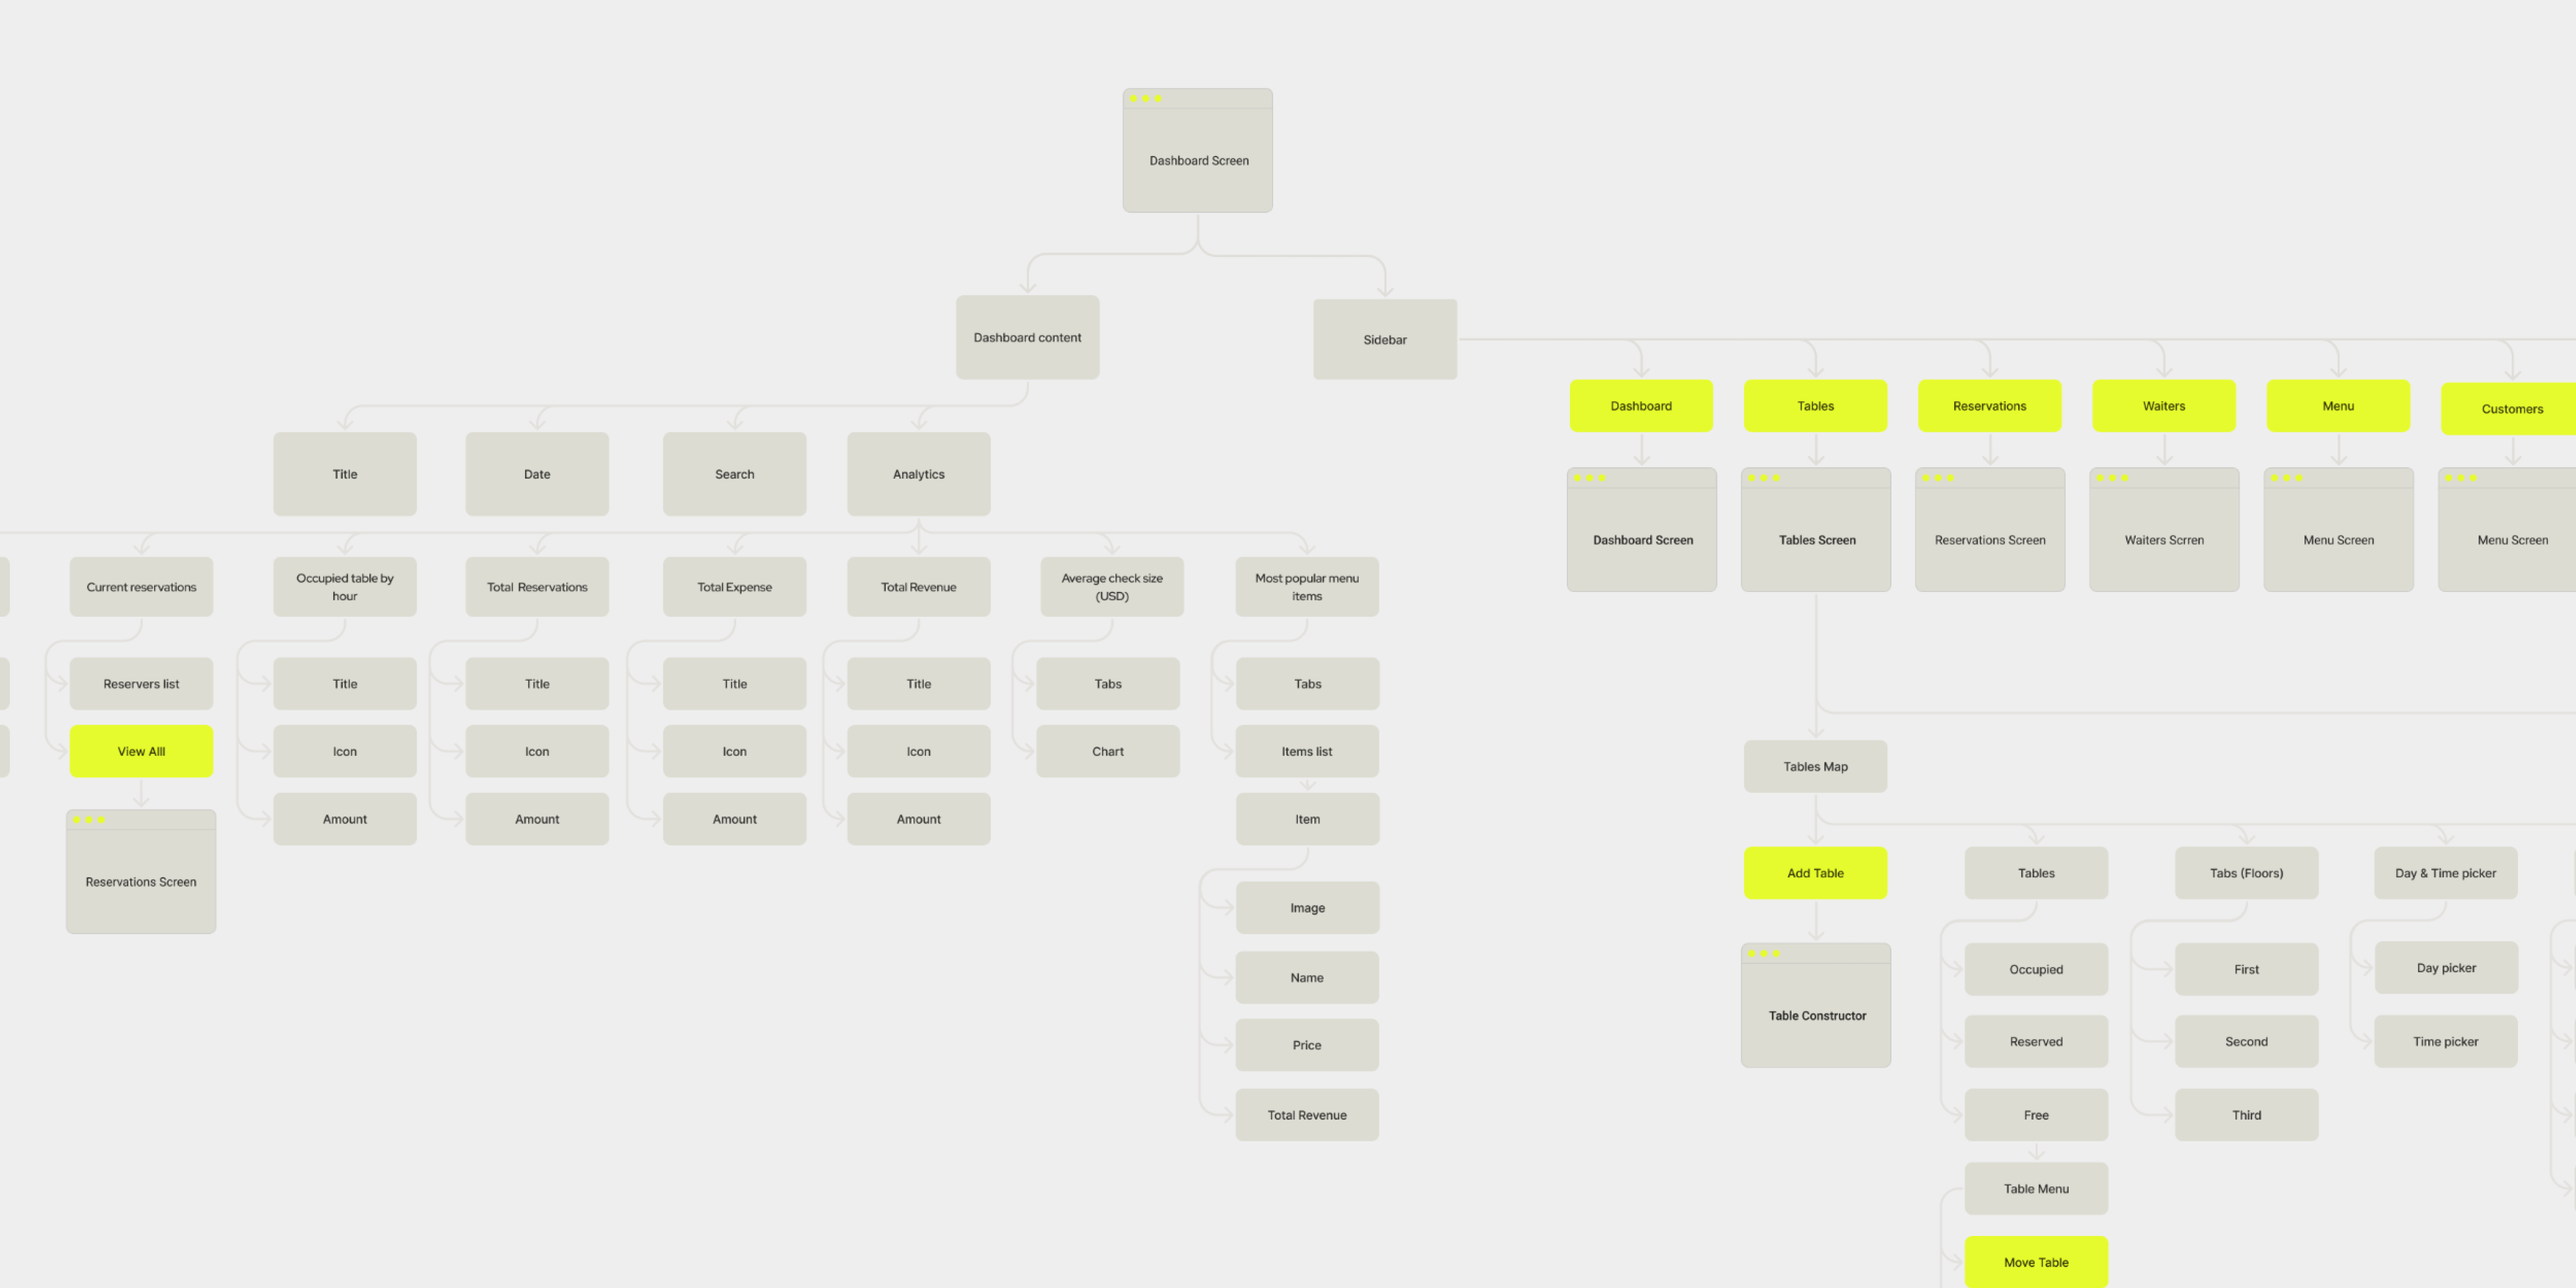 Dashboard Screen
Dashboard content
Sidebar
Dashboard
Tables
Reservations
Waiters
Menu
Customers
Title
Date
Search
Analytics
Dashboard Screen
Tables Screen
Reservations Screen
Waiters Scrren
Menu Screen
Menu Screen
Current reservations
Occupied table by
hour
Total Reservations
Total Expense
Total Revenue
Average check size
(USD)
Most popular menu
items
Reservers list
Title
Title
Title
Title
Tabs
Tabs
View Alll
Icon
Icon
Icon
Icon
Chart
Items list
Tables Map
Amount
Amount
Amount
Amount
Item
Reservations Screen
Add Table
Tables
Tabs (Floors)
Day & Time picker
Image
Name
Price
Total Revenue
Table Constructor
Occupied
First
Day picker
Reserved
Second
Time picker
Free
Third
Table Menu
Move Table